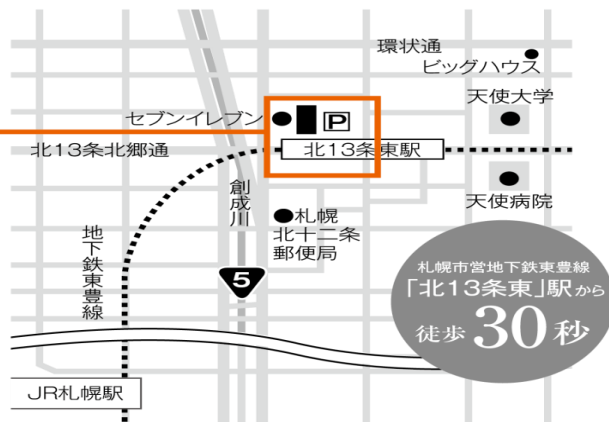 環状通
ビッグハウス
セブンイレブン
P
天使大学
北13条北郷通
北13条東駅
創成川
札幌
北十二条
郵便局
天使病院
地下鉄東豊線
5
札幌市営地下鉄東豊線
「北13条東」駅から
徒歩30秒
JR札幌駅